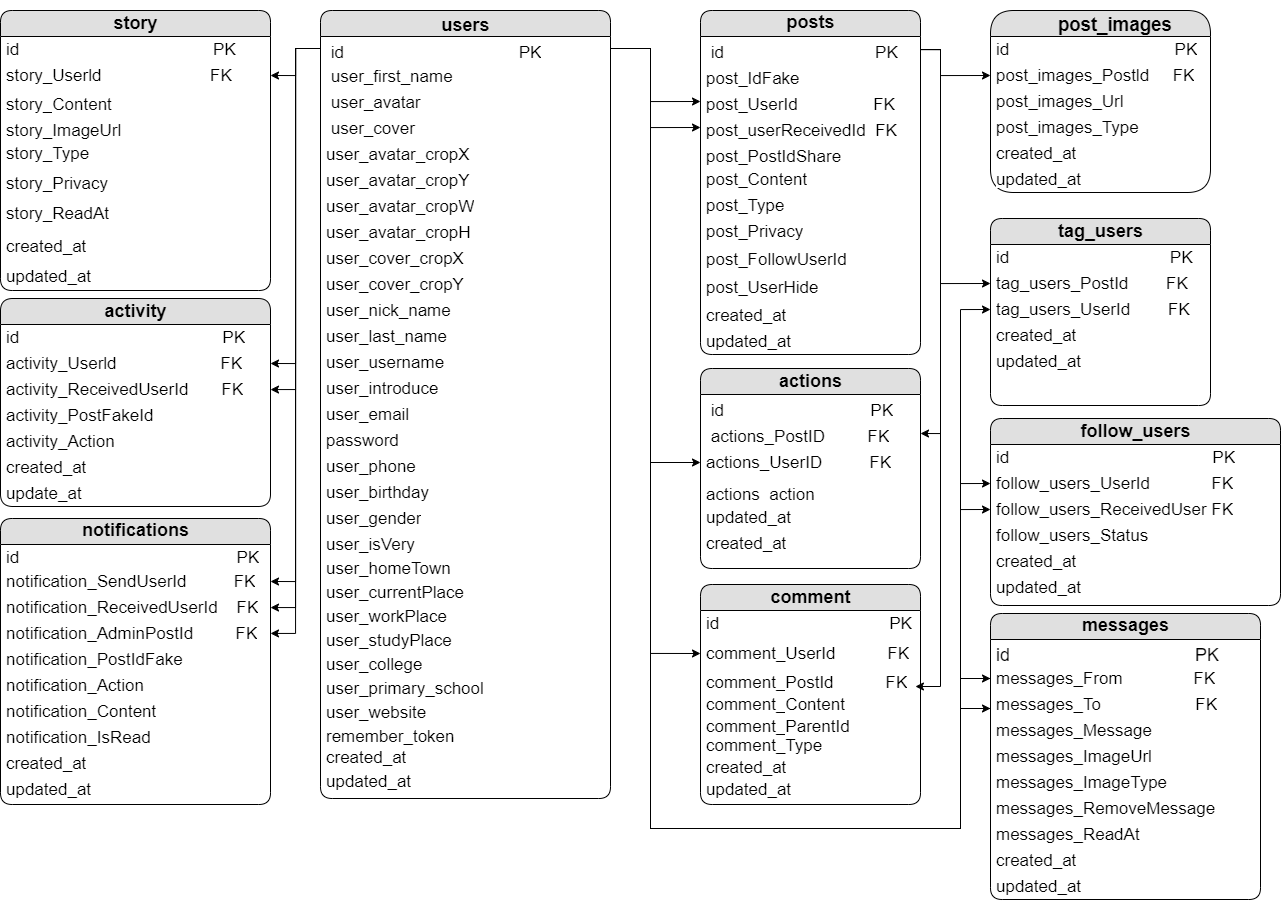 story
id PK
story_UserId FK
story_Content
story_ImageUrl
story_Type
story_Privacy
story_ReadAt
created_at
updated_at
activity
id PK
activity_UserId FK
activity_ReceivedUserId FK
activity_PostFakeId
activity_Action
created_at
update_at
notifications
id PK
notification_SendUserId FK
notification_ReceivedUserId FK
notification_AdminPostId FK
notification_PostIdFake
notification_Action
notification_Content
notification_IsRead
created_at
updated_at
users
id PK
user_first_name
user_avatar
user_cover
user_avatar_cropX
user_avatar_cropY
user_avatar_cropW
user_avatar_cropH
user_cover_cropX
user_cover_cropY
user_nick_name
user_last_name
user_username
user_introduce
user_email
password
user_phone
user_birthday
user_gender
user_isVery
user_homeTown
user_currentPlace
user_workPlace
user_studyPlace
user_college
user_primary_school
user_website
remember_token
created_at
updated_at
posts
id PK
post_IdFake
post_UserId FK
post_userReceivedId FK
post_PostIdShare
post_Content
post_Type
post_Privacy
post_FollowUserId
post_UserHide
created_at
updated_at
actions
id PK
actions_PostID FK
actions_UserID FK
actions action
updated_at
created_at
comment
id PK
comment_UserId FK
comment_PostId FK
comment_Content
comment_ParentId
comment_Type
created_at
updated_at
post_images
id PK
post_images_PostId FK
post_images_Url
post_images_Type
created_at
updated_at
tag_users
id PK
tag_users_PostId FK
tag_users_UserId FK
created_at
updated_at
follow_users
id PK
follow_users_UserId FK
follow_users_ReceivedUser FK
follow_users_Status
created_at
updated_at
messages
id PK
messages_From FK
messages_To FK
messages_Message
messages_ImageUrl
messages_ImageType
messages_RemoveMessage
messages_ReadAt
created_at
updated_at